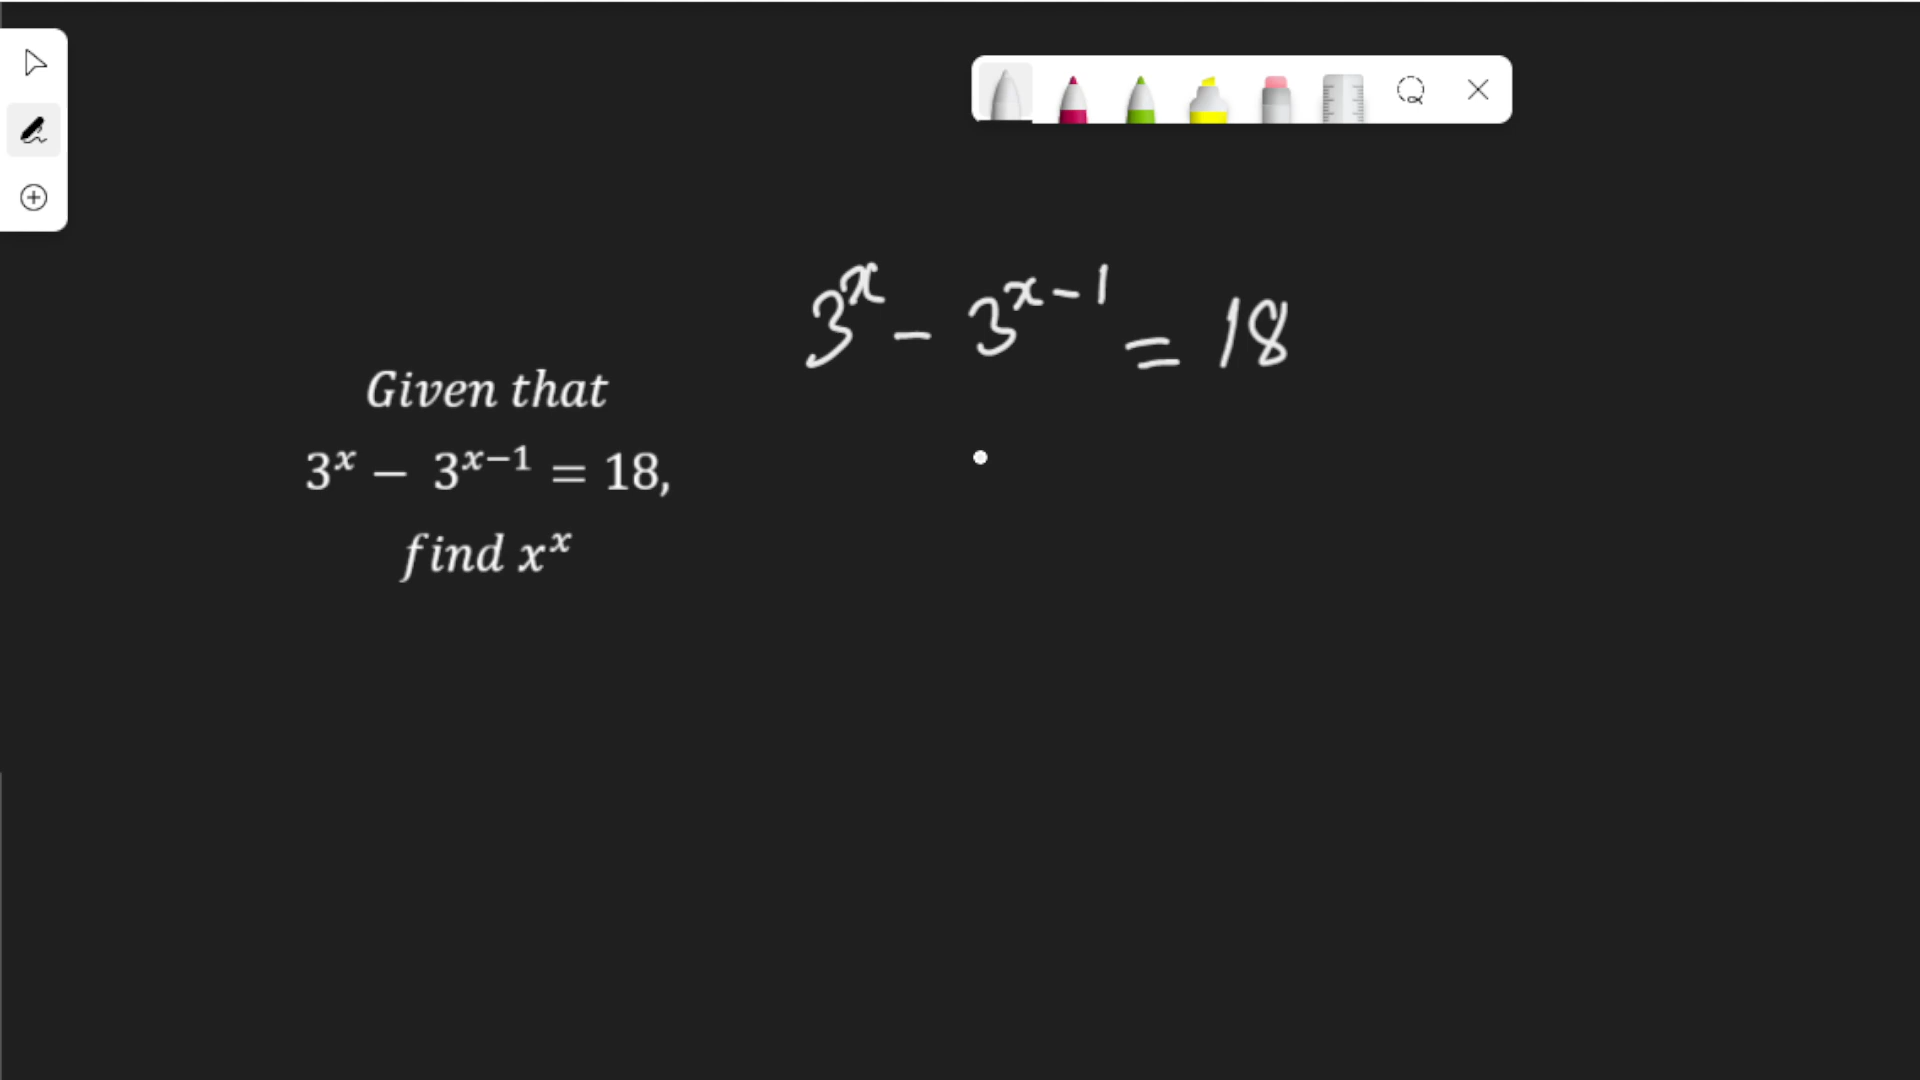 3ˣ - 3ˣ⁻¹ = 18
Given that
3ˣ − 3ˣ⁻¹ = 18,
find xˣ